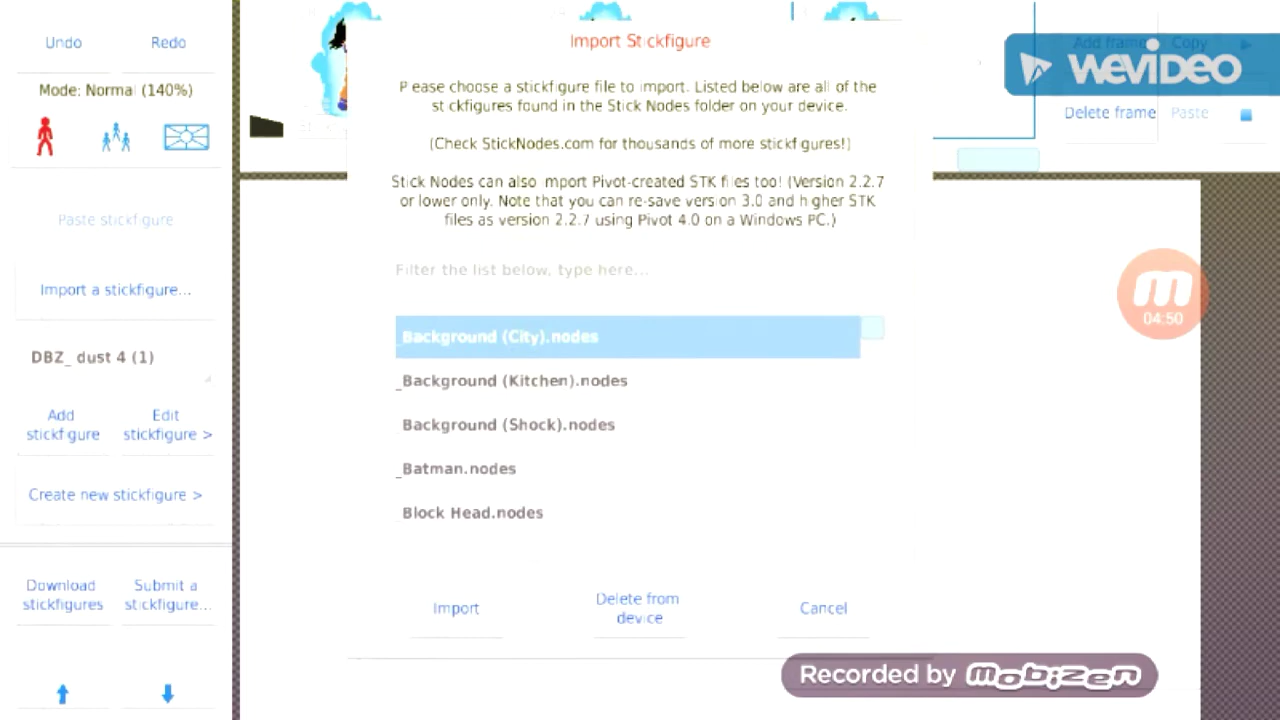 Undo Redo
Mode: Normal (140%)
Paste stickfigure
Import a stickfigure...
DBZ_ dust 4 (1)
Add stickfigure
Edit stickfigure >
Create new stickfigure >
Download stickfigures
Submit a stickfigure...
Import Stickfigure
Please choose a stickfigure file to import. Listed below are all of the
stickfigures found in the Stick Nodes folder on your device.
(Check StickNodes.com for thousands of more stickfigures!)
Stick Nodes can also import Pivot-created STK files too! (Version 2.2.7
or lower only. Note that you can re-save version 3.0 and higher STK
files as version 2.2.7 using Pivot 4.0 on a Windows PC.)
Filter the list below, type here...
_Background (City).nodes
_Background (Kitchen).nodes
_Background (Shock).nodes
_Batman.nodes
_Block Head.nodes
Import
Delete from device
Cancel
Add frame Copy
WEVIDEO
Delete frame Paste
04:50
Recorded by mobizen